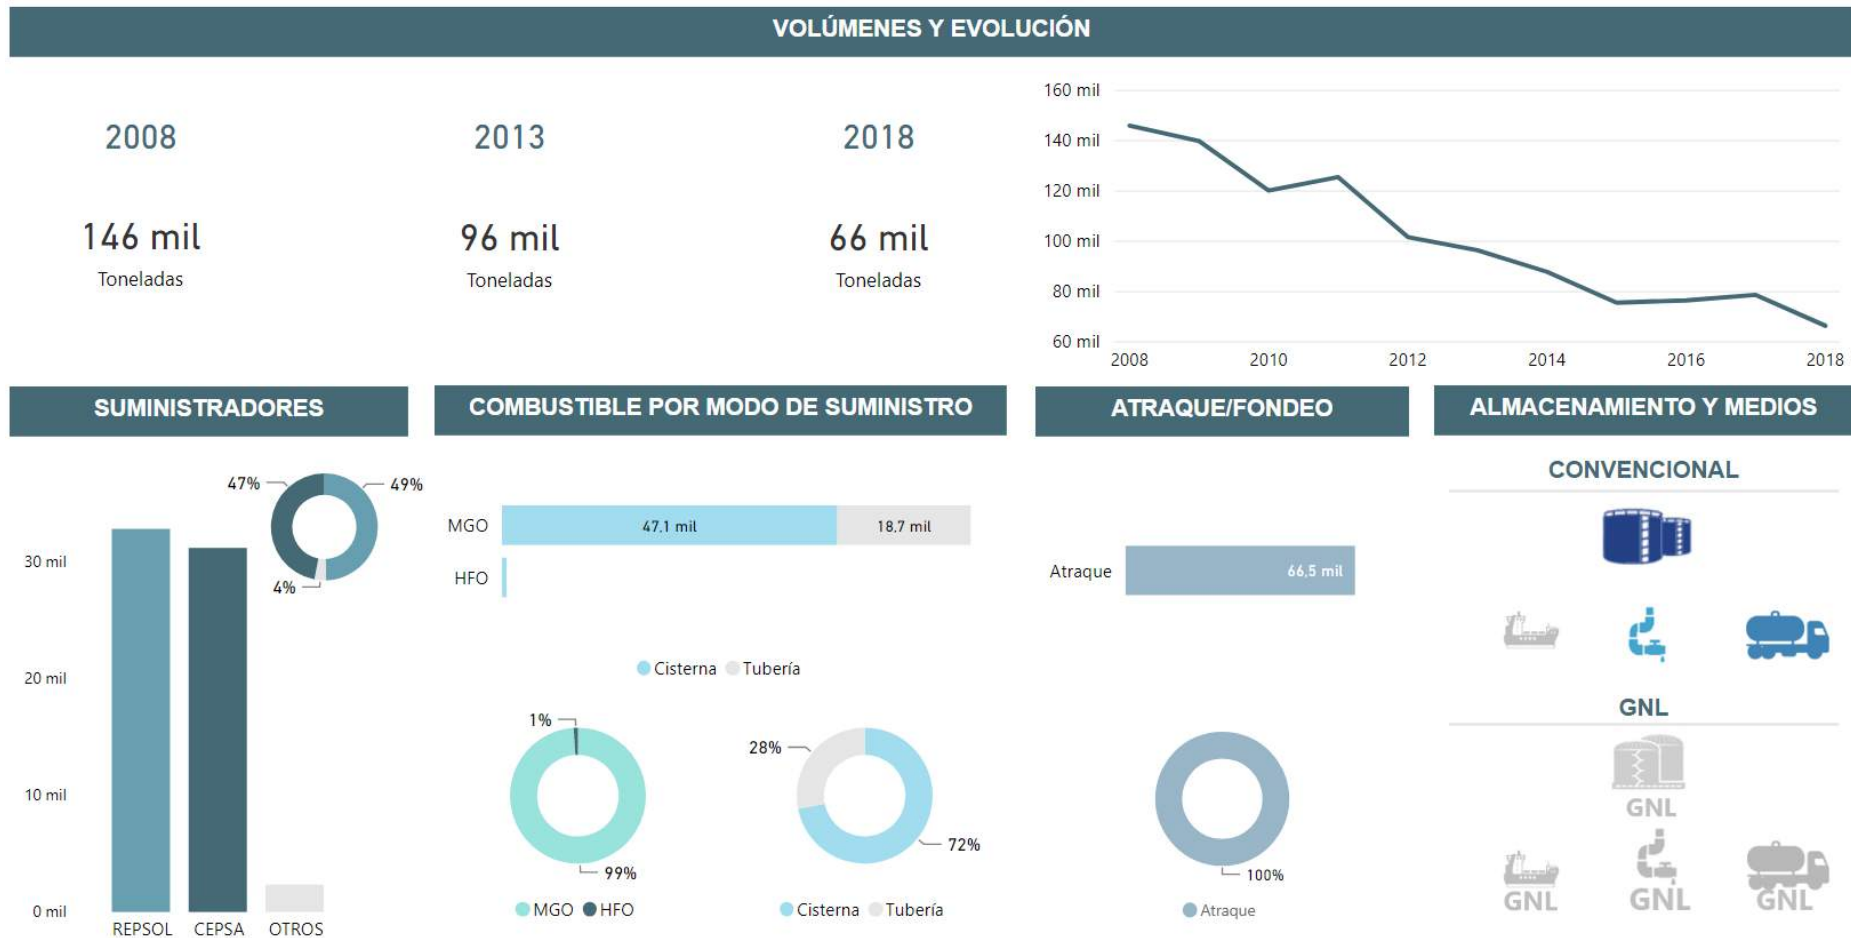 VOLÚMENES Y EVOLUCIÓN
2008
2013
2018
146 mil
Toneladas
96 mil
Toneladas
66 mil
Toneladas
160 mil
140 mil
120 mil
100 mil
80 mil
60 mil
2008
2010
2012
2014
2016
2018
SUMINISTRADORES
47%
49%
4%
30 mil
20 mil
10 mil
0 mil
REPSOL
CEPSA
OTROS
COMBUSTIBLE POR MODO DE SUMINISTRO
MGO
47,1 mil
18,7 mil
HFO
Cisterna
Tubería
1%
99%
MGO
HFO
28%
72%
Cisterna
Tubería
ATRAQUE/FONDEO
Atraque
66,5 mil
100%
Atraque
ALMACENAMIENTO Y MEDIOS
CONVENCIONAL
GNL
GNL
GNL
GNL
GNL